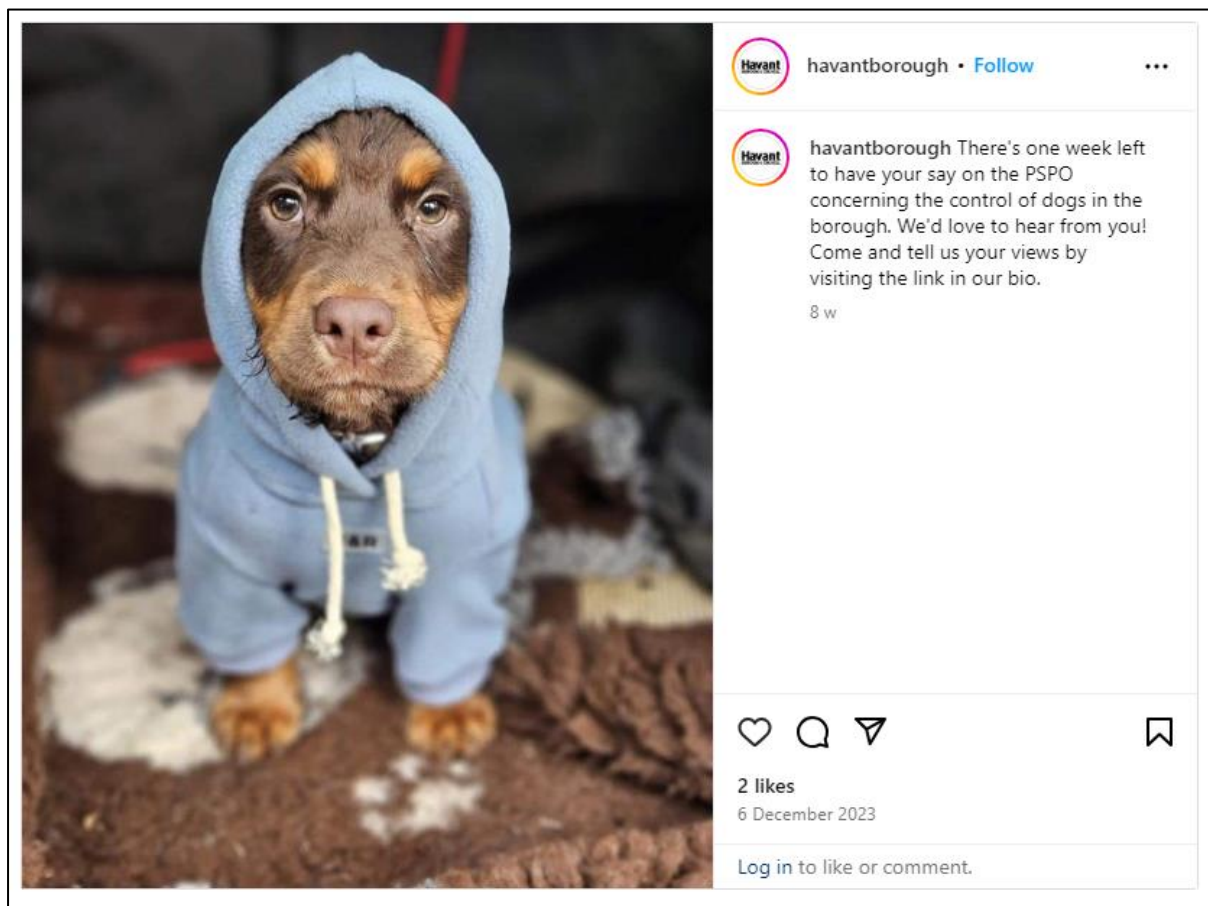 Havant
havantborough • Follow
Havant
havantborough There's one week left
to have your say on the PSPO
concerning the control of dogs in the
borough. We'd love to hear from you!
Come and tell us your views by
visiting the link in our bio.
8 w
2 likes
6 December 2023
Log in to like or comment.